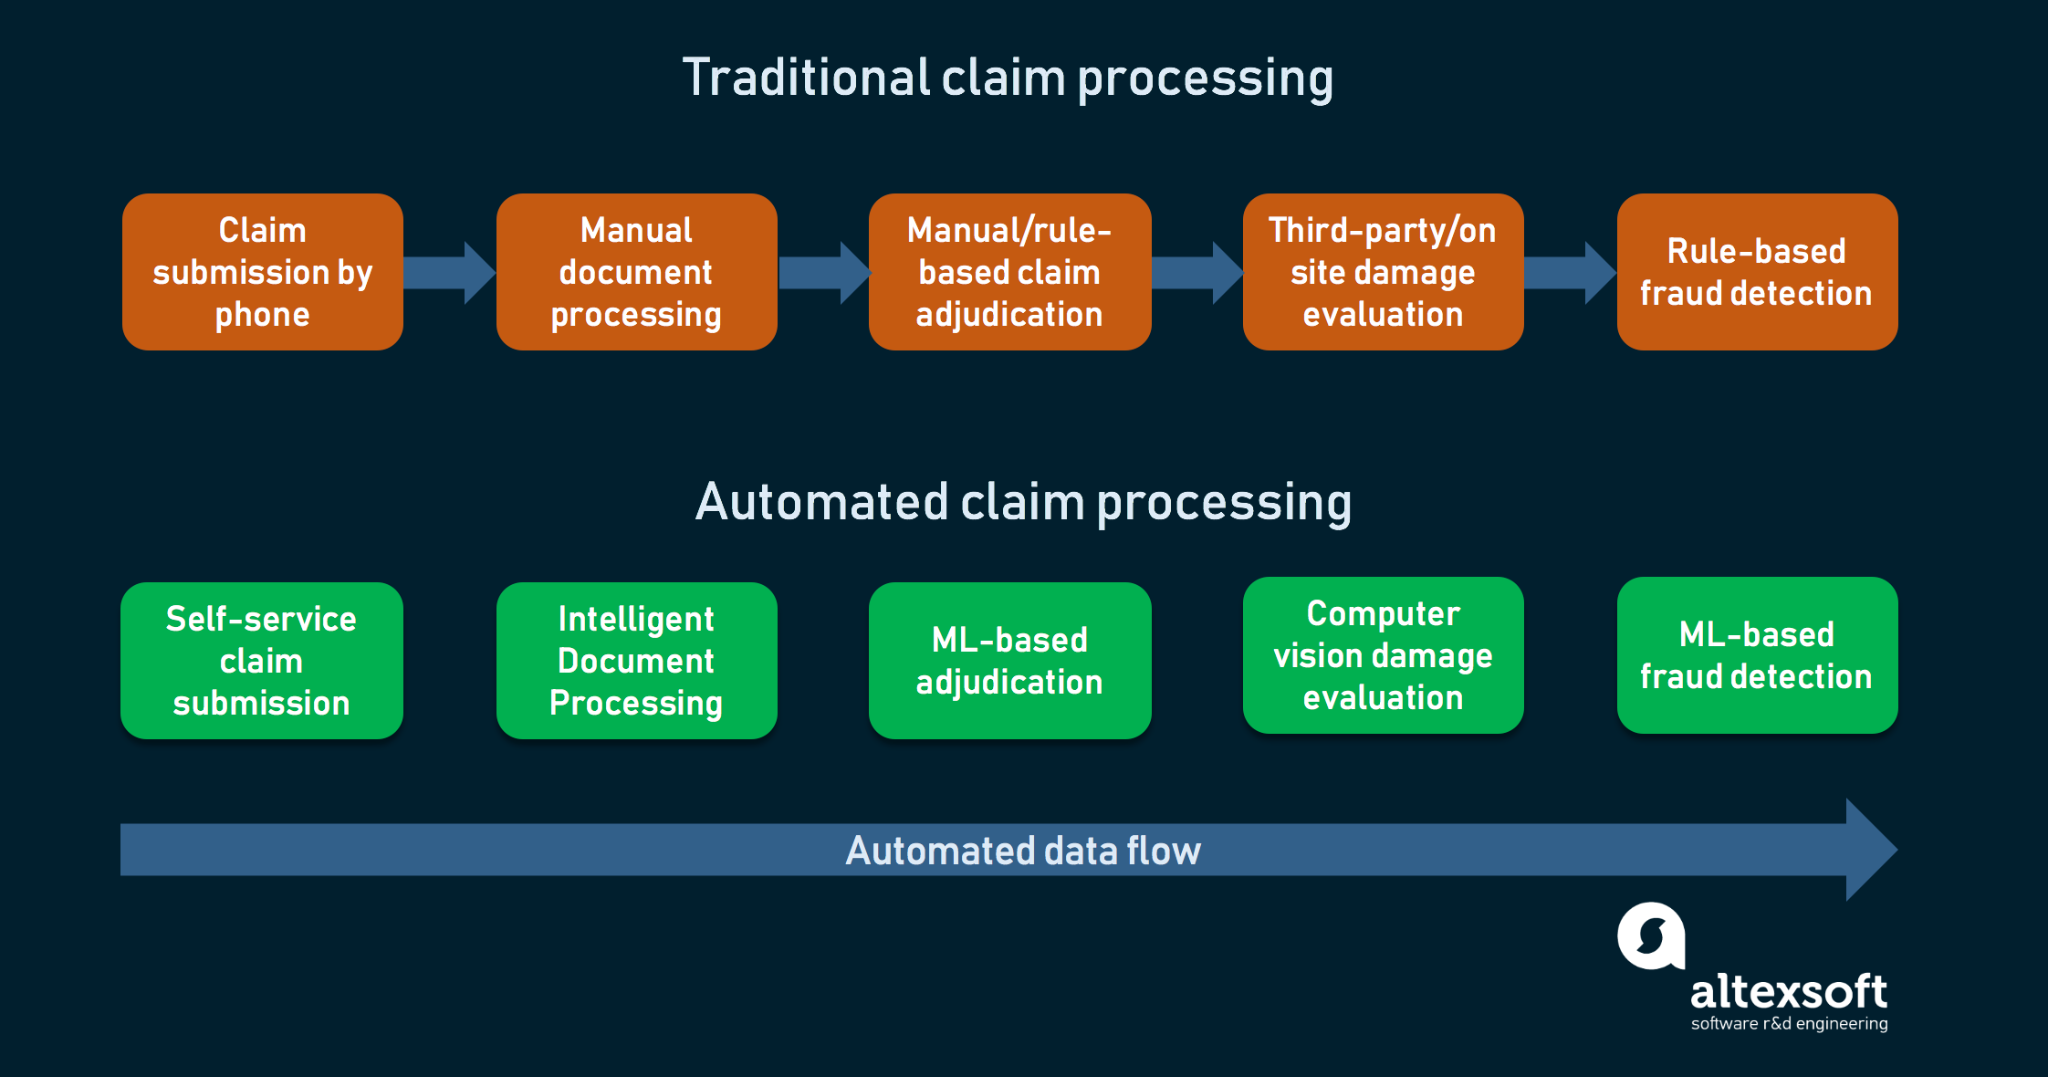 Traditional claim processing
Claim
submission by
phone
Manual
document
processing
Manual/rule-
based claim
adjudication
Third-party/on
site damage
evaluation
Rule-based
fraud detection
Automated claim processing
Self-service
claim
submission
Intelligent
Document
Processing
ML-based
adjudication
Computer
vision damage
evaluation
ML-based
fraud detection
Automated data flow
altexsoft
software r&d engineering